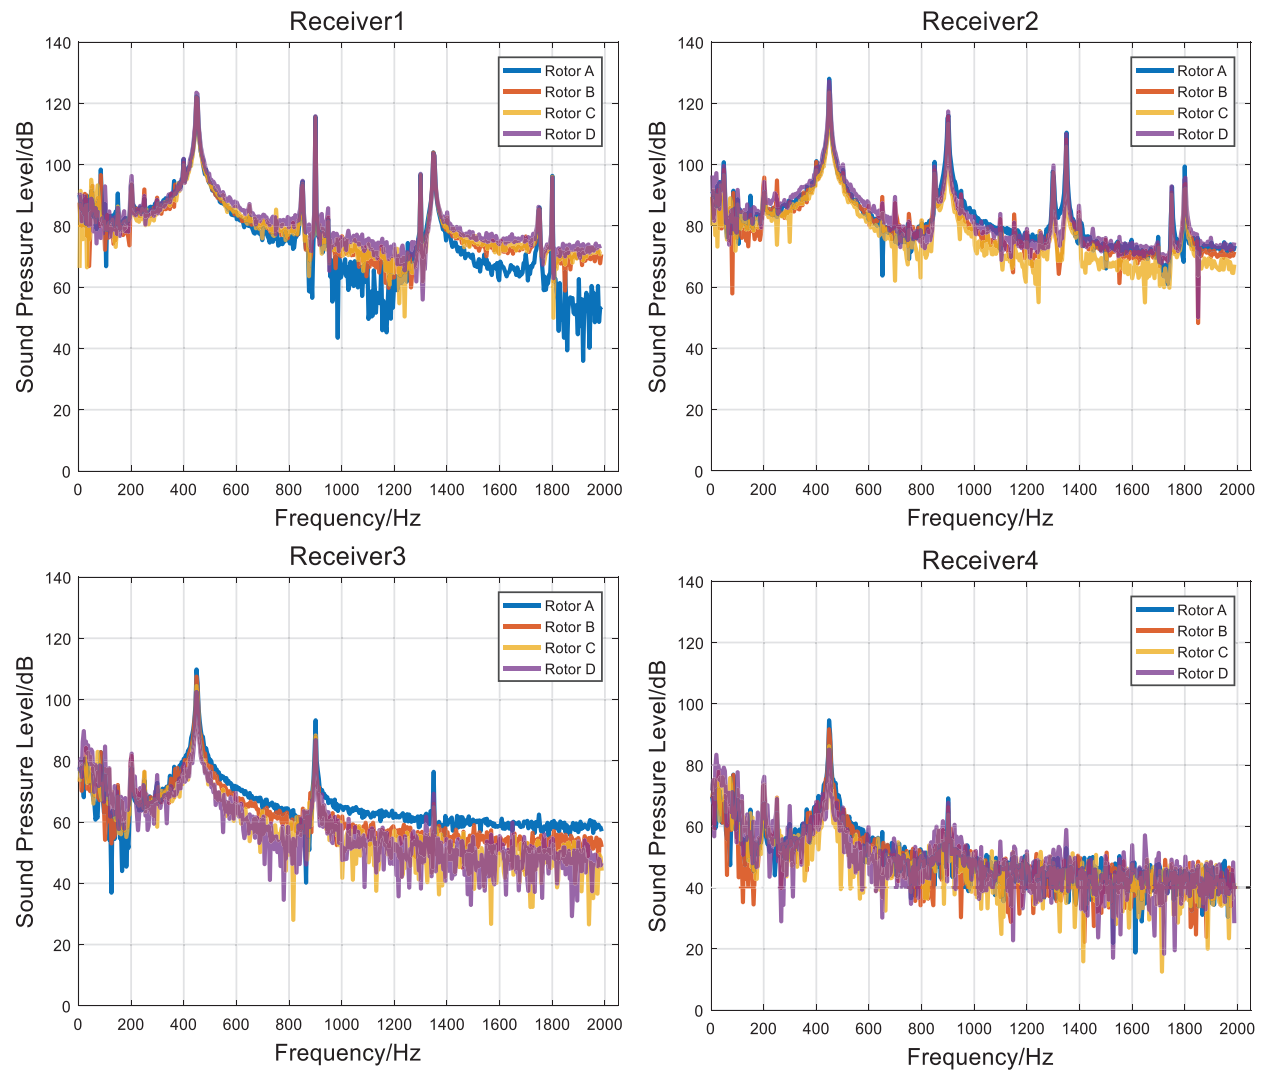 Receiver1
Sound Pressure Level/dB
140
120
100
80
60
40
20
0
Rotor A
Rotor B
Rotor C
Rotor D
0 200 400 600 800 1000 1200 1400 1600 1800 2000
Frequency/Hz
Receiver2
Sound Pressure Level/dB
140
120
100
80
60
40
20
0
Rotor A
Rotor B
Rotor C
Rotor D
0 200 400 600 800 1000 1200 1400 1600 1800 2000
Frequency/Hz
Receiver3
Sound Pressure Level/dB
140
120
100
80
60
40
20
0
Rotor A
Rotor B
Rotor C
Rotor D
0 200 400 600 800 1000 1200 1400 1600 1800 2000
Frequency/Hz
Receiver4
Sound Pressure Level/dB
140
120
100
80
60
40
20
0
Rotor A
Rotor B
Rotor C
Rotor D
0 200 400 600 800 1000 1200 1400 1600 1800 2000
Frequency/Hz